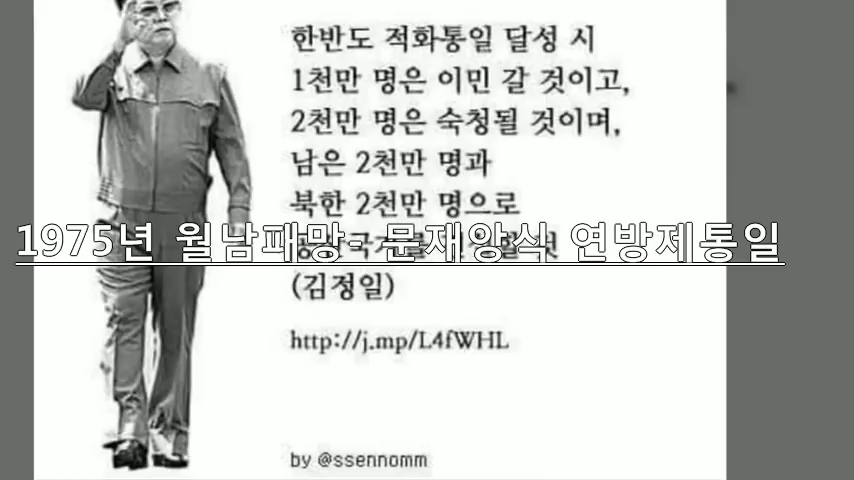 한반도 적화통일 달성 시
1천만 명은 이민 갈 것이고,
2천만 명은 숙청될 것이며,
남은 2천만 명과
북한 2천만 명으로
1975년 월남패망- 문재앙식 연방제통일
(김정일)
http://j.mp/L4fWHL
by @ssennomm